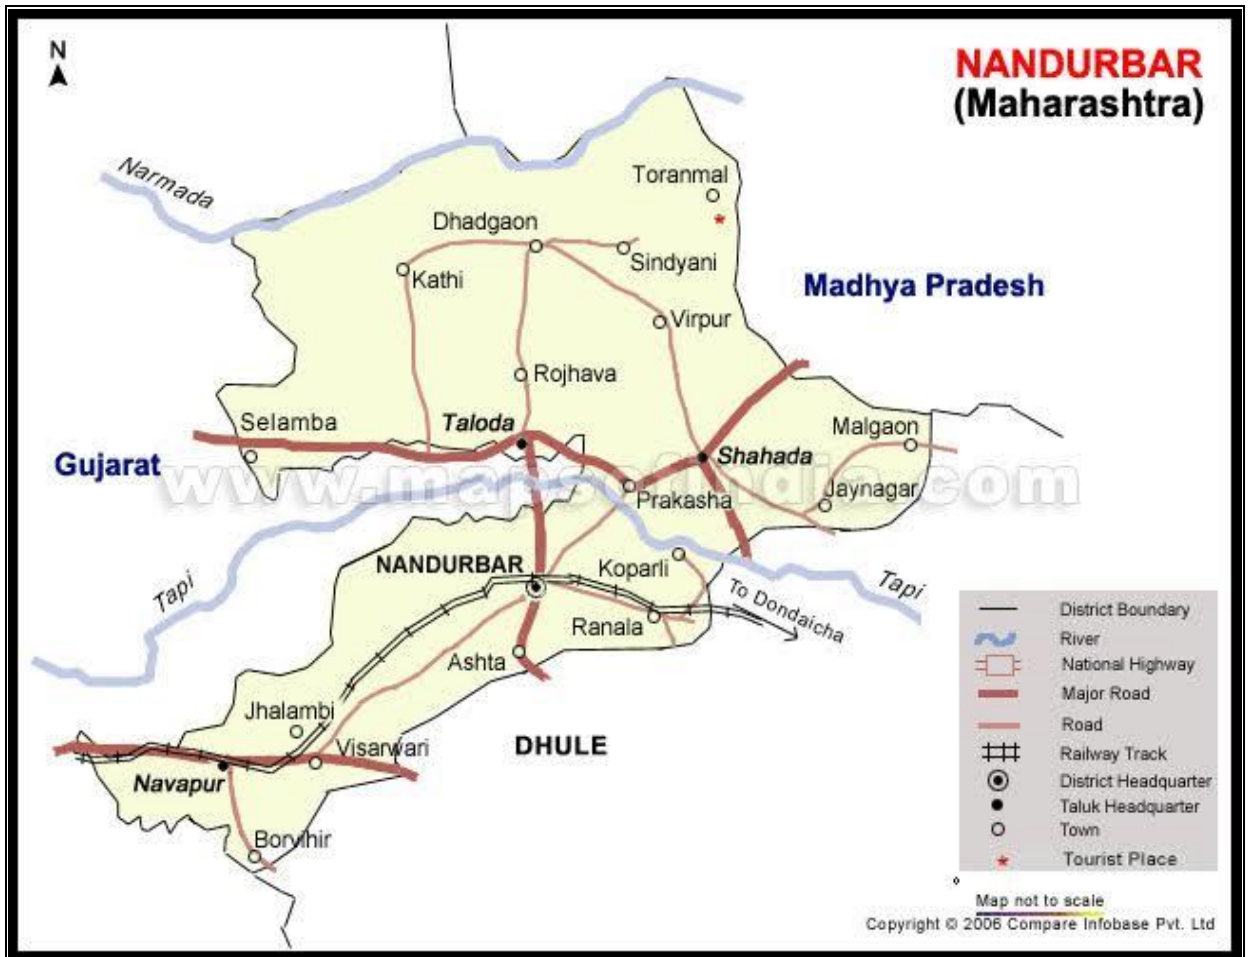 N
NANDURBAR
(Maharashtra)
Narmada
Toranmal
Dhadgaon
Sindyani
Kathi
Madhya Pradesh
Virpur
Rojhava
Selamba
Taloda
Malgaon
Gujarat
Shahada
www.mapsofindia.com
Prakasha
Jaynagar
NANDURBAR
Koparli
Tapi
Tapi
To Dondaicha
Ranala
Ashta
Jhalambi
Visarwari
DHULE
Navapur
Borvihir
District Boundary
River
National Highway
Major Road
Road
Railway Track
District Headquarter
Taluk Headquarter
Town
Tourist Place
Map not to scale
Copyright © 2006 Compare Infobase Pvt. Ltd